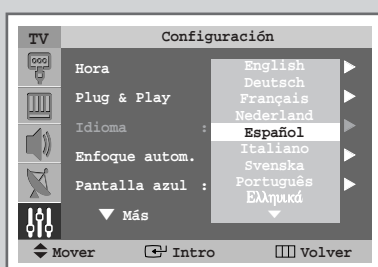 TV Configuración
Hora
Plug & Play
Idioma :
Enfoque autom.
Pantalla azul :
▼ Más
English
Deutsch
Français
Nederland
Español
Italiano
Svenska
Português
Ελληνικά
Mover Intro Volver